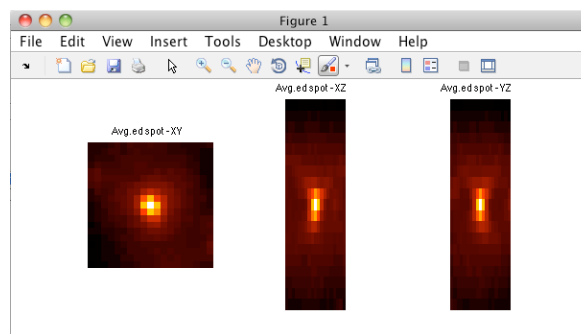 Figure 1
File Edit View Insert Tools Desktop Window Help
Avg.ed spot-XY
Avg.ed spot-XZ
Avg.ed spot-YZ